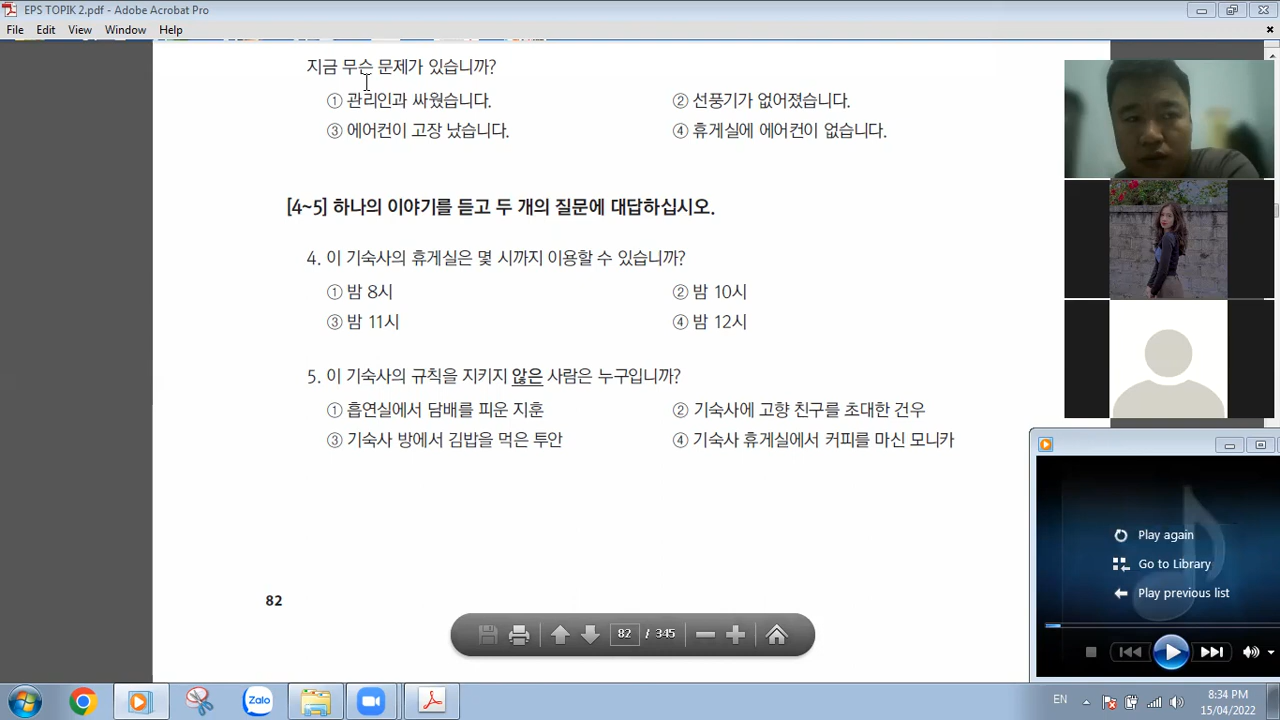 EPS TOPIK 2.pdf - Adobe Acrobat Pro
File Edit View Window Help
지금 무슨 문제가 있습니까?
① 관리인과 싸웠습니다. ② 선풍기가 없어졌습니다.
③ 에어컨이 고장 났습니다. ④ 휴게실에 에어컨이 없습니다.
[4~5] 하나의 이야기를 듣고 두 개의 질문에 대답하십시오.
4. 이 기숙사의 휴게실은 몇 시까지 이용할 수 있습니까?
① 밤 8시 ② 밤 10시
③ 밤 11시 ④ 밤 12시
5. 이 기숙사의 규칙을 지키지 않은 사람은 누구입니까?
① 흡연실에서 담배를 피운 지훈 ② 기숙사에 고향 친구를 초대한 건우
③ 기숙사 방에서 김밥을 먹은 투안 ④ 기숙사 휴게실에서 커피를 마신 모니카
Play again
Go to Library
Play previous list
82
82 / 345
Zalo
EN
8:34 PM
15/04/2022